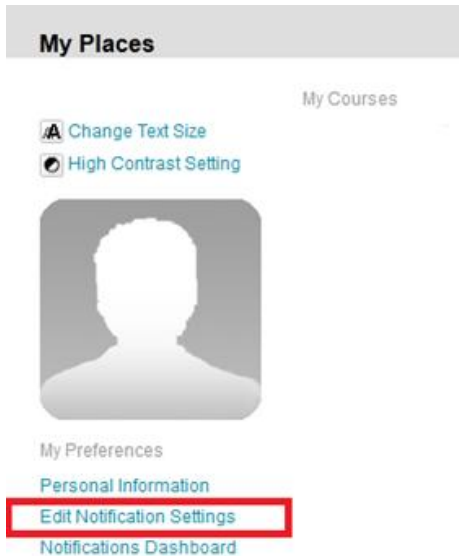 My Places
My Courses
Change Text Size
High Contrast Setting
My Preferences
Personal Information
Edit Notification Settings
Notifications Dashboard